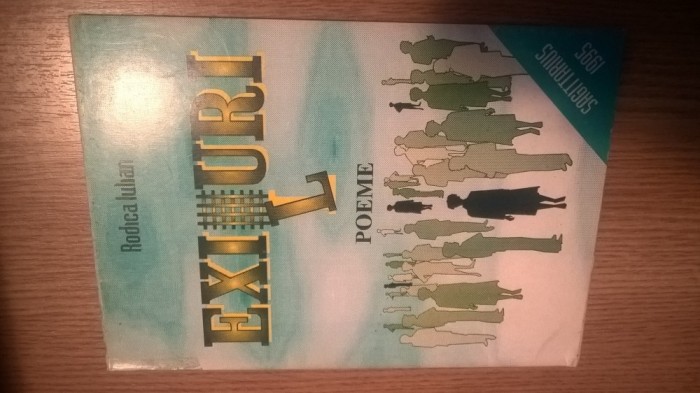 Rodica Iulian
EXILURI
POEME
SAGITTARIUS
1995